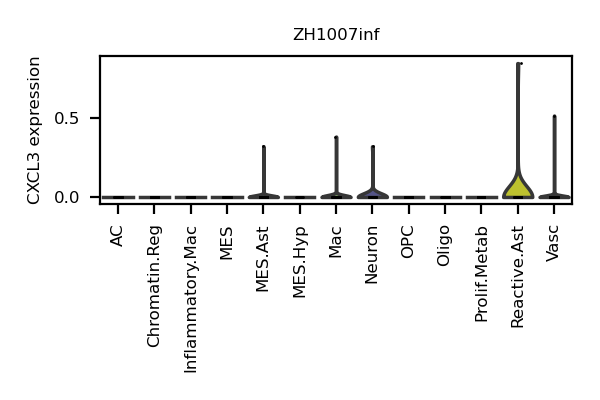 ZH1007inf
CXCL3 expression
0.5
0.0
AC
Chromatin.Reg
Inflammatory.Mac
MES
MES.Ast
MES.Hyp
Mac
Neuron
OPC
Oligo
Prolif.Metab
Reactive.Ast
Vasc